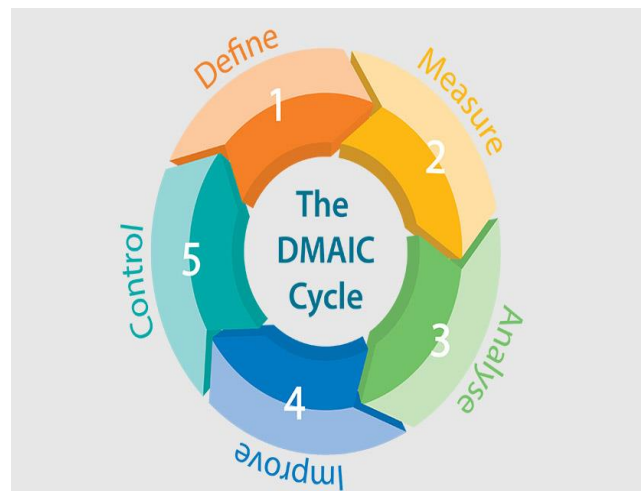 Define
1
Measure
2
Analyse
3
Improve
4
Control
5
The
DMAIC
Cycle